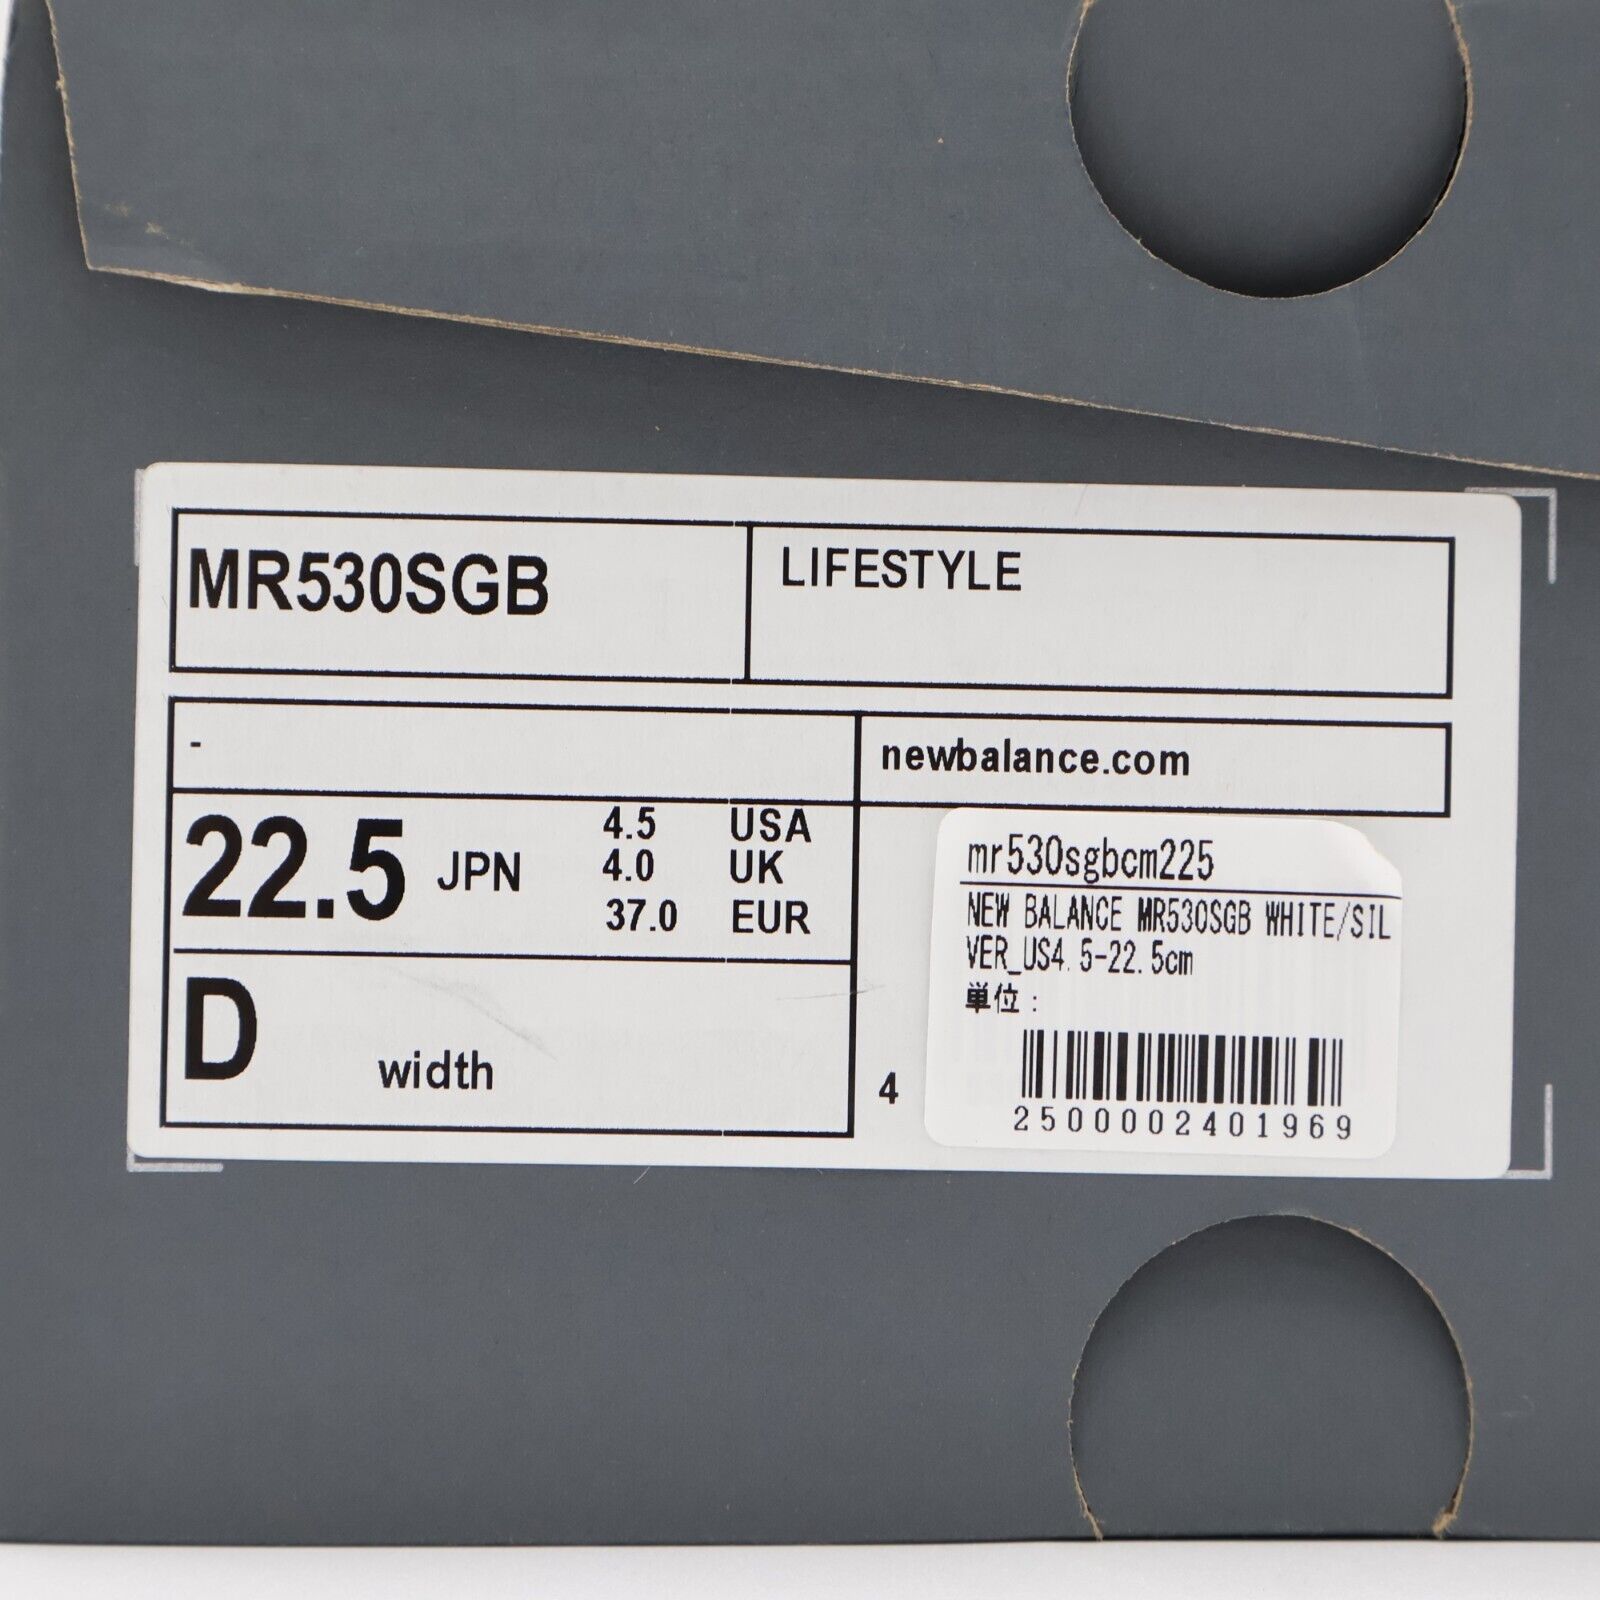 MR530SGB
LIFESTYLE
-
newbalance.com
22.5 JPN
4.5 USA
4.0 UK
37.0 EUR
D width
4
mr530sgbcm225
NEW BALANCE MR530SGB WHITE/SIL
VER_US4.5-22.5cm
単位:
2500002401969